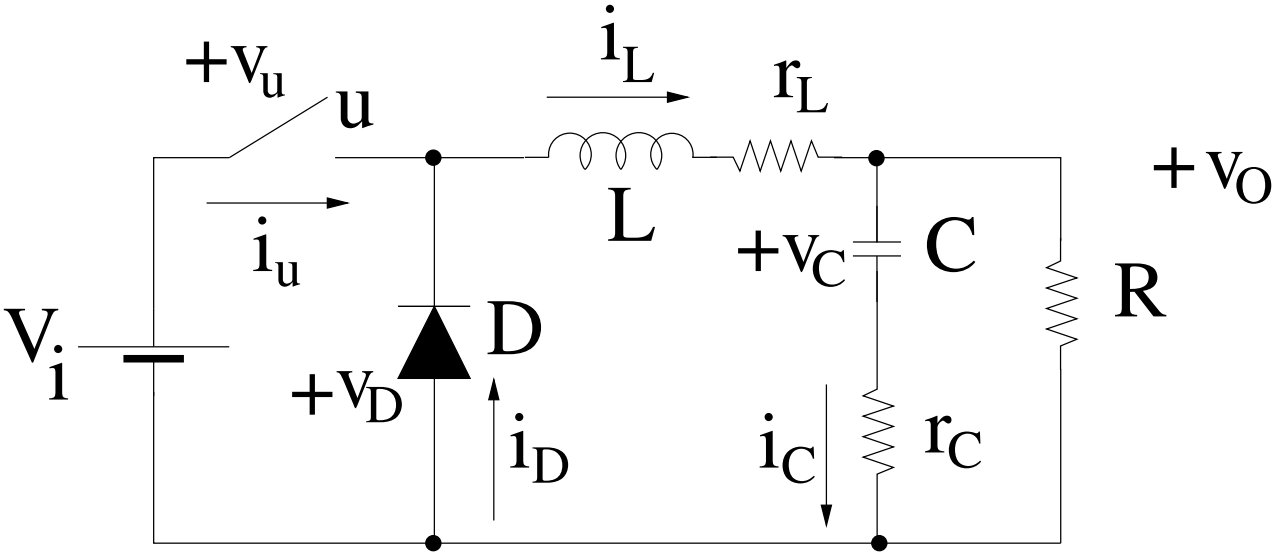 i_L
+v_u
u
r_L
+v_O
L
i_u
+v_C
C
R
V_i
D
+v_D
i_D
i_C
r_C